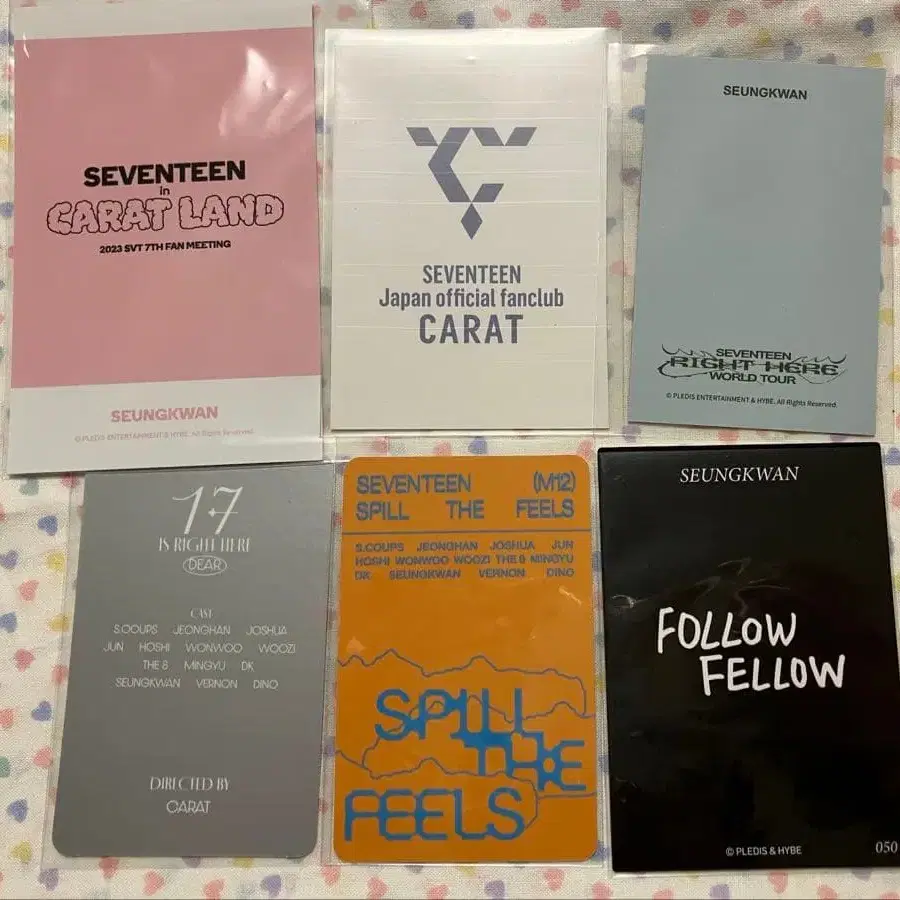 SEVENTEEN
in
CARAT LAND
2023 SVT 7TH FAN MEETING
SEUNGKWAN
© PLEDIS ENTERTAINMENT & HYBE. All Rights Reserved.
SEVENTEEN
Japan official fanclub
CARAT
SEUNGKWAN
SEVENTEEN
RIGHT HERE
WORLD TOUR
© PLEDIS ENTERTAINMENT & HYBE. All Rights Reserved.
17
IS RIGHT HERE
DEAR
CAST
S.COUPS JEONGHAN JOSHUA
JUN HOSHI WONWOO WOOZI
THE 8 MINGYU DK
SEUNGKWAN VERNON DINO
DIRECTED BY
CARAT
SEVENTEEN (M12)
SPILL THE FEELS
S.COUPS JEONGHAN JOSHUA JUN
HOSHI WONWOO WOOZI THE 8 MINGYU
DK SEUNGKWAN VERNON DINO
SPILL
THE
FEELS
SEUNGKWAN
FOLLOW
FELLOW
© PLEDIS & HYBE
050